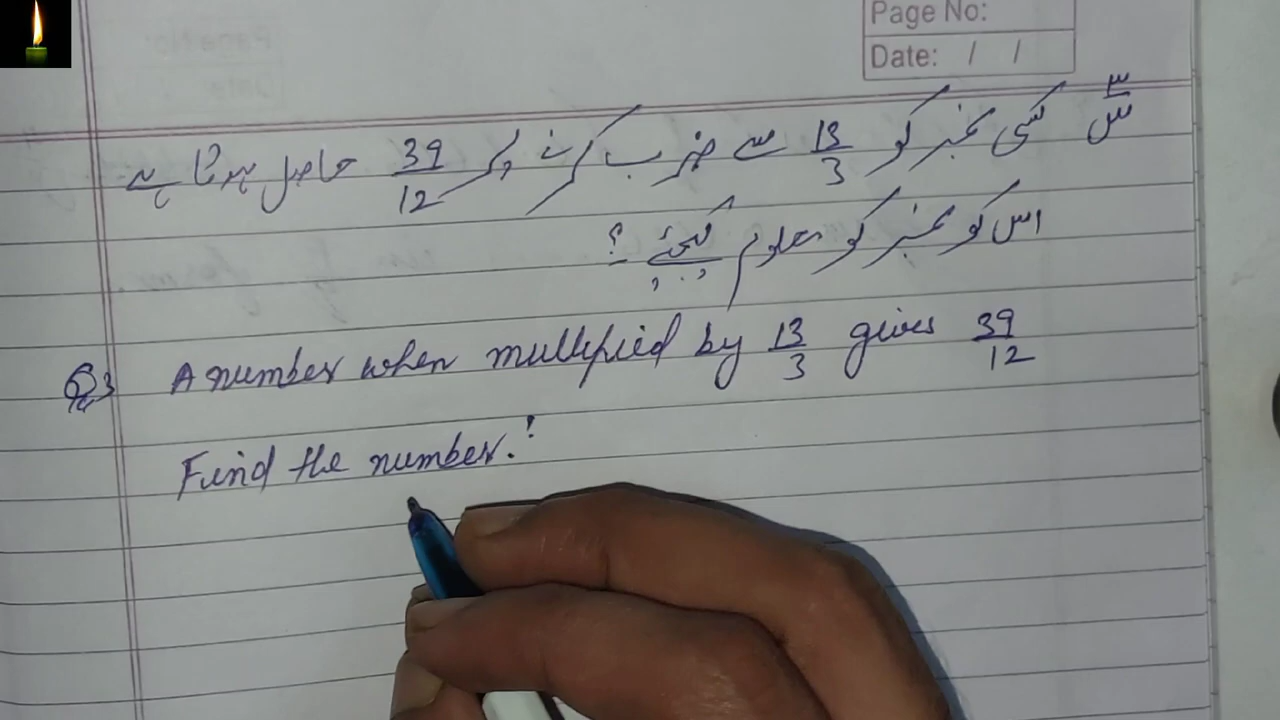 Page No:
Date: / /
س۳ کسی نمبر کو 13/3 سے ضرب کرنے پر 39/12 حاصل ہوتا ہے
اس کو نمبر کو معلوم کیجئے ؟
Q3 A number when multipied by 13/3 gives 39/12
Find the number.!